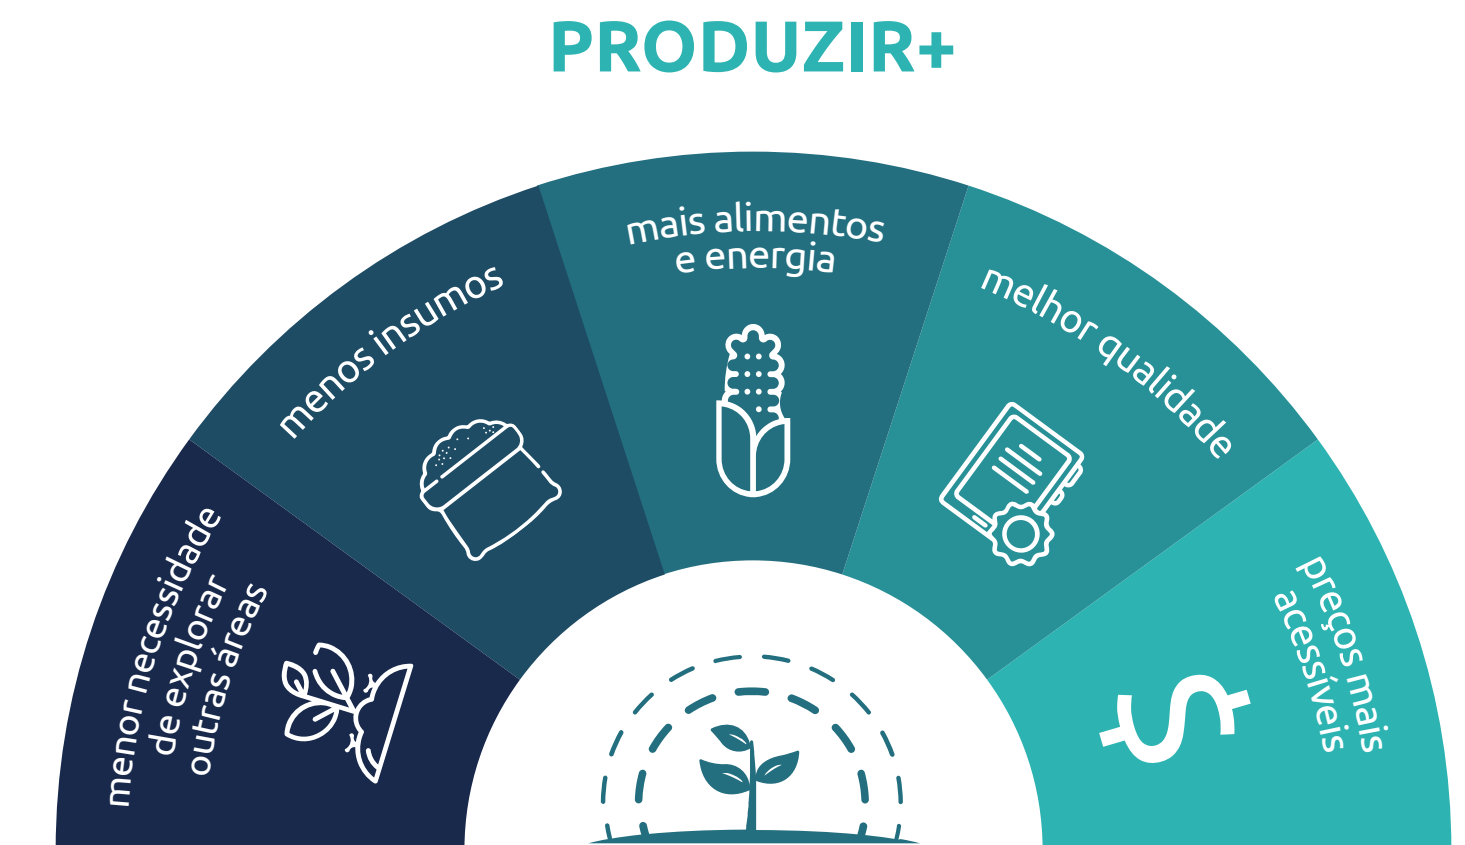 PRODUZIR+
menor necessidade
de explorar
outras áreas
menos insumos
mais alimentos
e energia
melhor qualidade
preços mais
acessíveis